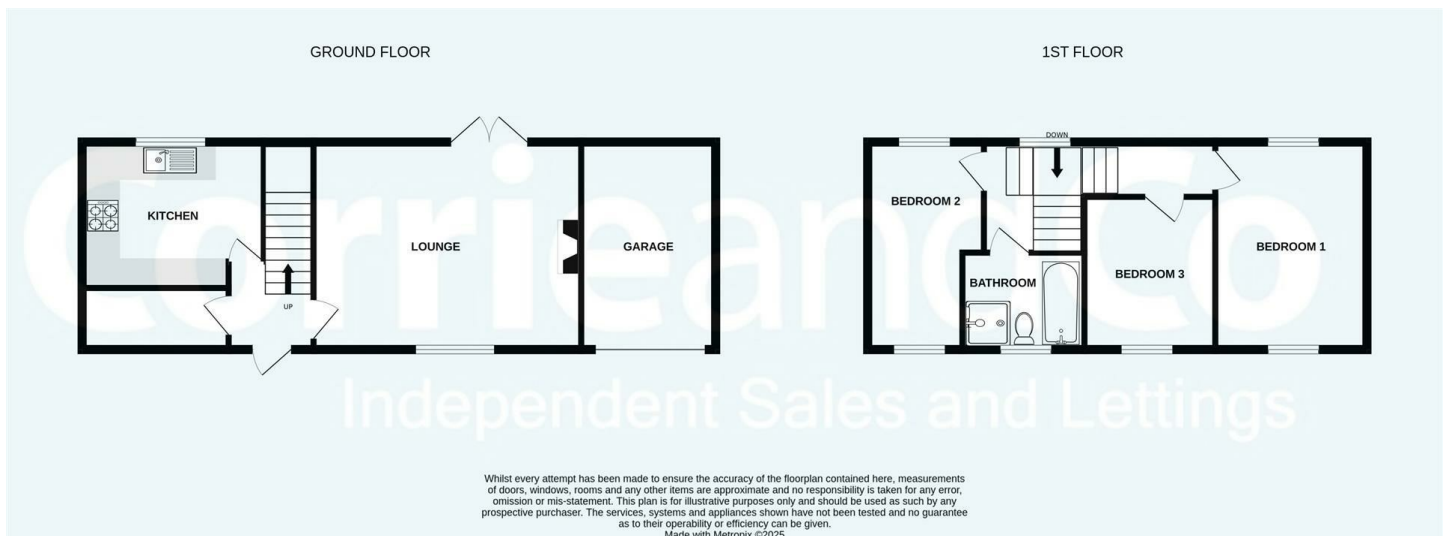 GROUND FLOOR
1ST FLOOR
DOWN
KITCHEN
BEDROOM 2
LOUNGE
GARAGE
BEDROOM 1
BEDROOM 3
BATHROOM
UP
CorrieandCo
Independent Sales and Lettings
Whilst every attempt has been made to ensure the accuracy of the floorplan contained here, measurements
of doors, windows, rooms and any other items are approximate and no responsibility is taken for any error,
omission or mis-statement. This plan is for illustrative purposes only and should be used as such by any
prospective purchaser. The services, systems and appliances shown have not been tested and no guarantee
as to their operability or efficiency can be given.
Made with Metropix ©2025